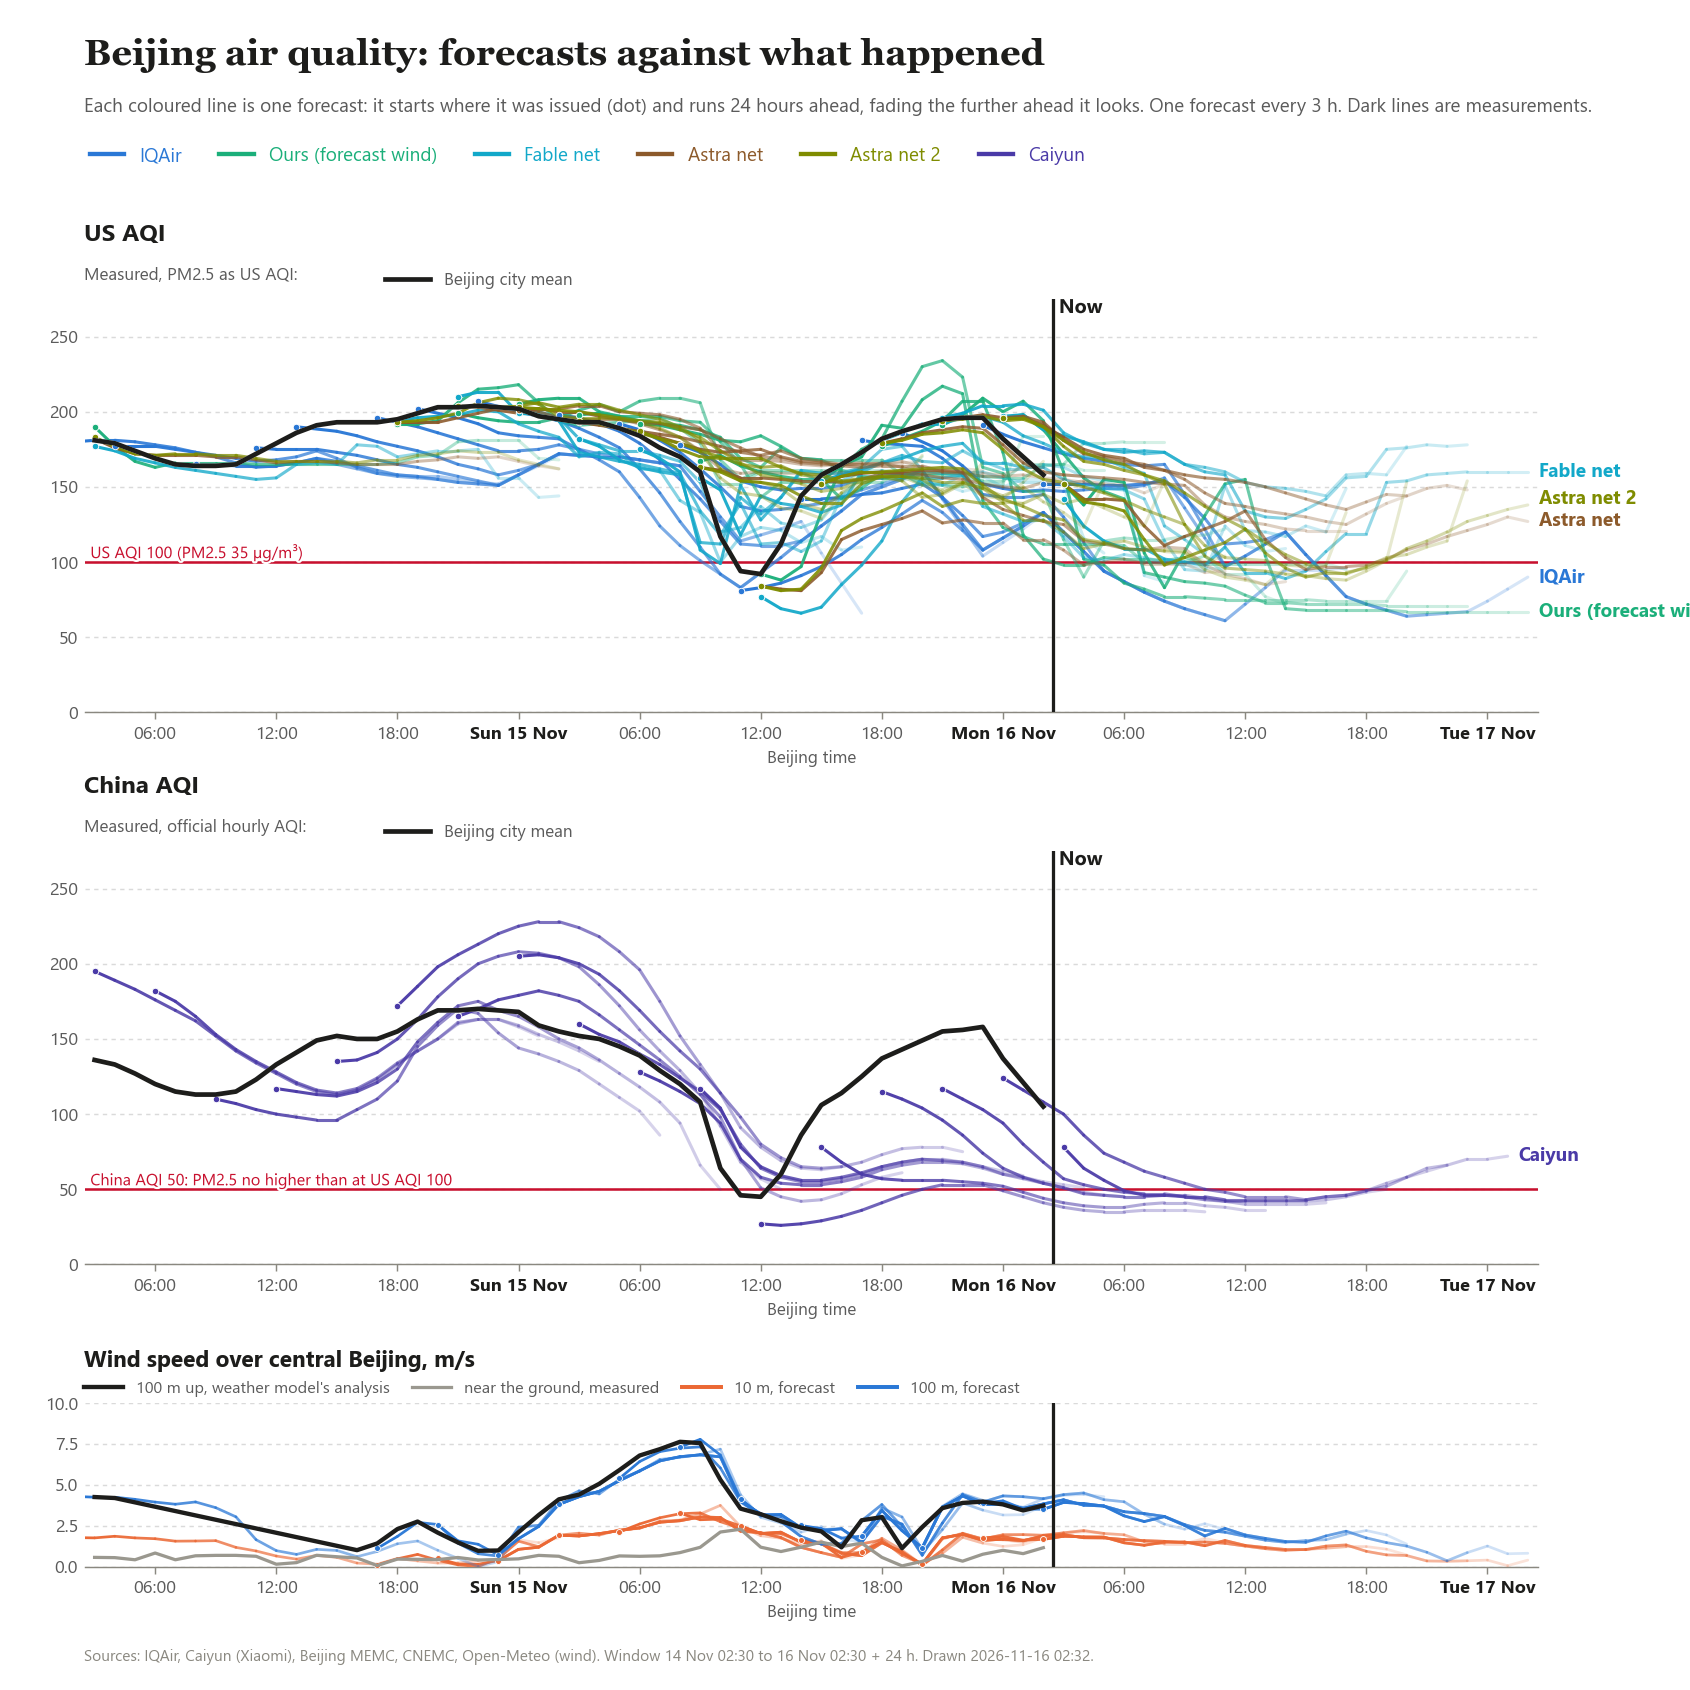 Beijing air quality: forecasts against what happened
Each coloured line is one forecast: it starts where it was issued (dot) and runs 24 hours ahead, fading the further ahead it looks. One forecast every 3 h. Dark lines are measurements.
IQAir Ours (forecast wind) Fable net Astra net Astra net 2 Caiyun
US AQI
Measured, PM2.5 as US AQI: Beijing city mean
Now
250
200
150
100
50
0
US AQI 100 (PM2.5 35 µg/m³)
Fable net
Astra net 2
Astra net
IQAir
Ours (forecast wi
06:00 12:00 18:00 Sun 15 Nov 06:00 12:00 18:00 Mon 16 Nov 06:00 12:00 18:00 Tue 17 Nov
Beijing time
China AQI
Measured, official hourly AQI: Beijing city mean
Now
250
200
150
100
50
0
China AQI 50: PM2.5 no higher than at US AQI 100
Caiyun
06:00 12:00 18:00 Sun 15 Nov 06:00 12:00 18:00 Mon 16 Nov 06:00 12:00 18:00 Tue 17 Nov
Beijing time
Wind speed over central Beijing, m/s
100 m up, weather model's analysis near the ground, measured 10 m, forecast 100 m, forecast
10.0
7.5
5.0
2.5
0.0
06:00 12:00 18:00 Sun 15 Nov 06:00 12:00 18:00 Mon 16 Nov 06:00 12:00 18:00 Tue 17 Nov
Beijing time
Sources: IQAir, Caiyun (Xiaomi), Beijing MEMC, CNEMC, Open-Meteo (wind). Window 14 Nov 02:30 to 16 Nov 02:30 + 24 h. Drawn 2026-11-16 02:32.